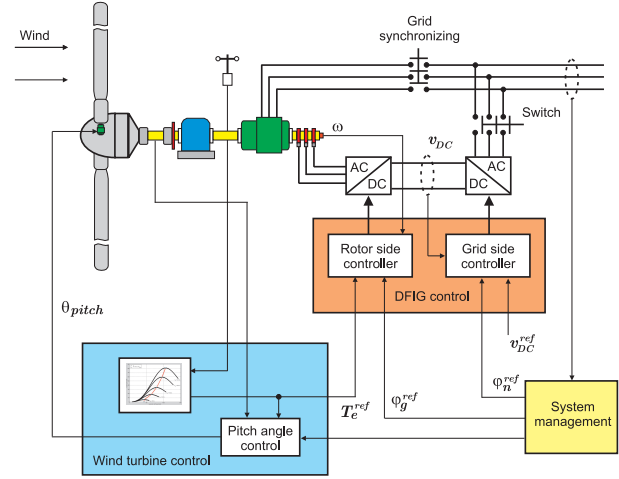 Wind
Grid
synchronizing
Switch
ω
v_DC
AC
DC
AC
DC
Rotor side
controller
Grid side
controller
DFIG control
θ_pitch
v_DC^ref
φ_n^ref
T_e^ref
φ_g^ref
System
management
Pitch angle
control
Wind turbine control